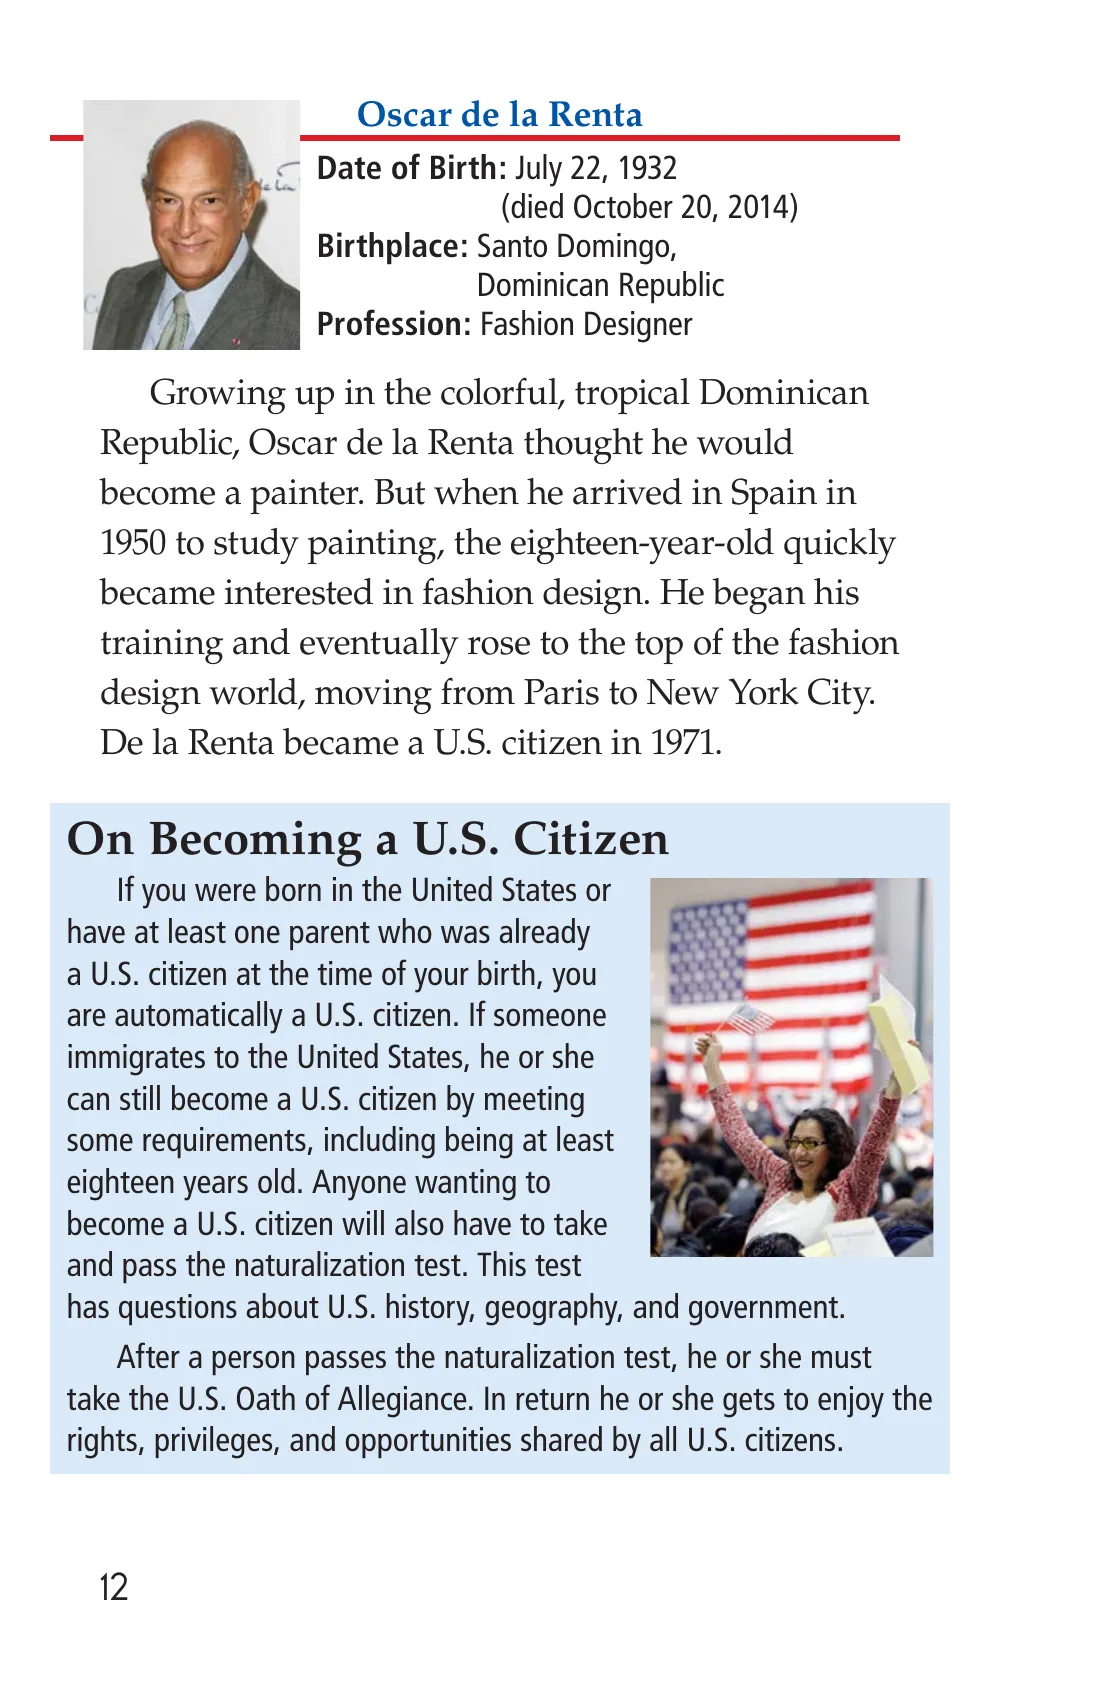 Oscar de la Renta
Date of Birth: July 22, 1932
(died October 20, 2014)
Birthplace: Santo Domingo,
Dominican Republic
Profession: Fashion Designer
Growing up in the colorful, tropical Dominican
Republic, Oscar de la Renta thought he would
become a painter. But when he arrived in Spain in
1950 to study painting, the eighteen-year-old quickly
became interested in fashion design. He began his
training and eventually rose to the top of the fashion
design world, moving from Paris to New York City.
De la Renta became a U.S. citizen in 1971.
On Becoming a U.S. Citizen
If you were born in the United States or
have at least one parent who was already
a U.S. citizen at the time of your birth, you
are automatically a U.S. citizen. If someone
immigrates to the United States, he or she
can still become a U.S. citizen by meeting
some requirements, including being at least
eighteen years old. Anyone wanting to
become a U.S. citizen will also have to take
and pass the naturalization test. This test
has questions about U.S. history, geography, and government.
After a person passes the naturalization test, he or she must
take the U.S. Oath of Allegiance. In return he or she gets to enjoy the
rights, privileges, and opportunities shared by all U.S. citizens.
12